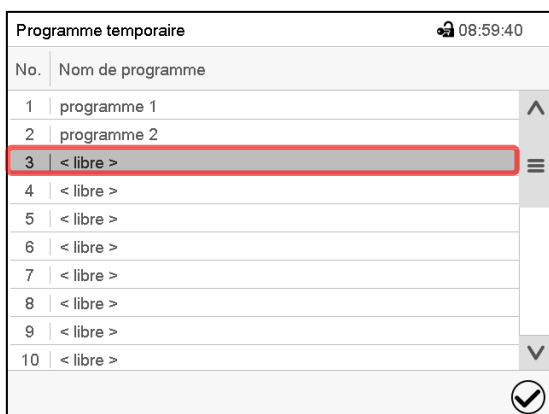 Programme temporaire 08:59:40
No. Nom de programme
1 programme 1
2 programme 2
3 < libre >
4 < libre >
5 < libre >
6 < libre >
7 < libre >
8 < libre >
9 < libre >
10 < libre >